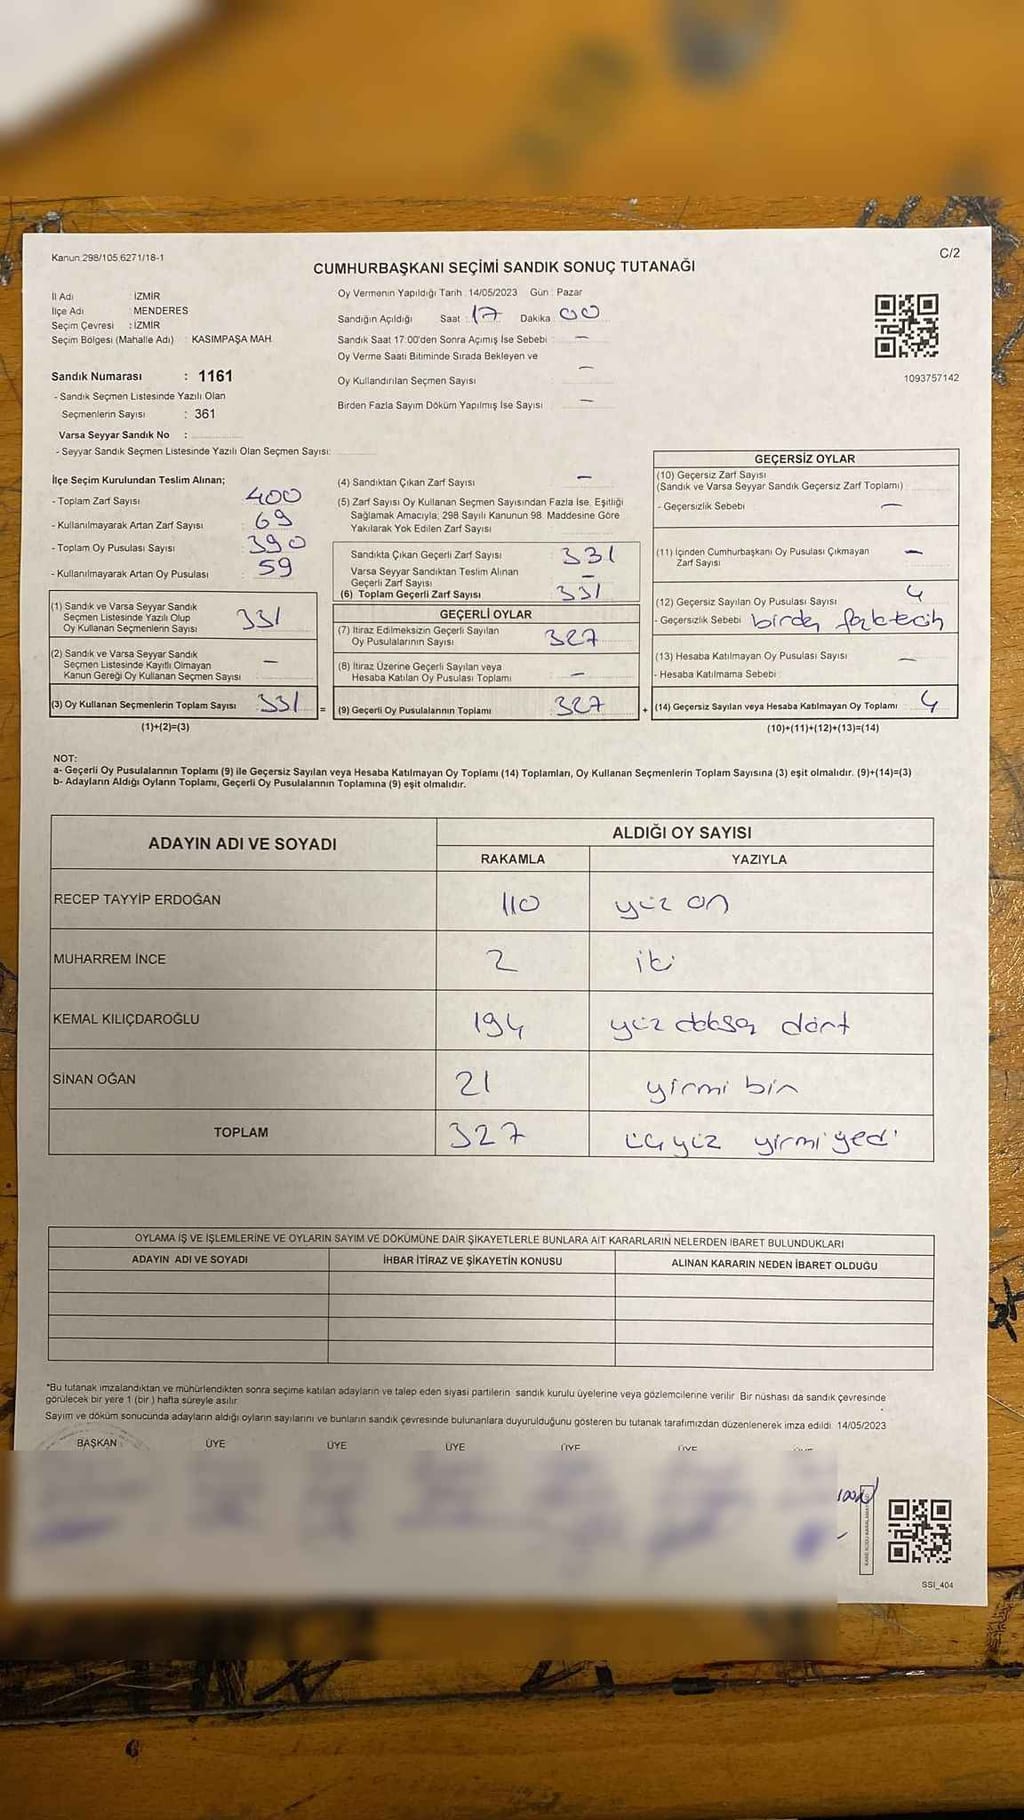 Kanun.298/105.6271/18-1
C/2
CUMHURBAŞKANI SEÇİMİ SANDIK SONUÇ TUTANAĞI
İl Adı : İZMİR
İlçe Adı : MENDERES
Seçim Çevresi : İZMİR
Seçim Bölgesi (Mahalle Adı) : KASIMPAŞA MAH.
Sandık Numarası : 1161
- Sandık Seçmen Listesinde Yazılı Olan
Seçmenlerin Sayısı : 361
Varsa Seyyar Sandık No :
- Seyyar Sandık Seçmen Listesinde Yazılı Olan Seçmen Sayısı:
Oy Vermenin Yapıldığı Tarih : 14/05/2023 Gün : Pazar
Sandığın Açıldığı Saat : 17 Dakika : 00
Sandık Saat 17:00'den Sonra Açımış İse Sebebi : —
Oy Verme Saati Bitiminde Sırada Bekleyen ve
Oy Kullandırılan Seçmen Sayısı —
Birden Fazla Sayım Döküm Yapılmış İse Sayısı : —
1093757142
İlçe Seçim Kurulundan Teslim Alınan;
- Toplam Zarf Sayısı : 400
- Kullanılmayarak Artan Zarf Sayısı : 69
- Toplam Oy Pusulası Sayısı : 390
- Kullanılmayarak Artan Oy Pusulası : 59
(1) Sandık ve Varsa Seyyar Sandık
Seçmen Listesinde Yazılı Olup
Oy Kullanan Seçmenlerin Sayısı 331
(2) Sandık ve Varsa Seyyar Sandık
Seçmen Listesinde Kayıtlı Olmayan
Kanun Gereği Oy Kullanan Seçmen Sayısı —
(3) Oy Kullanan Seçmenlerin Toplam Sayısı 331 =
(1)+(2)=(3)
(4) Sandıktan Çıkan Zarf Sayısı —
(5) Zarf Sayısı Oy Kullanan Seçmen Sayısından Fazla İse, Eşitliği
Sağlamak Amacıyla, 298 Sayılı Kanunun 98. Maddesine Göre
Yakılarak Yok Edilen Zarf Sayısı
Sandıkta Çıkan Geçerli Zarf Sayısı 331
Varsa Seyyar Sandıktan Teslim Alınan
Geçerli Zarf Sayısı —
(6) Toplam Geçerli Zarf Sayısı 331
GEÇERLİ OYLAR
(7) İtiraz Edilmeksizin Geçerli Sayılan
Oy Pusulalarının Sayısı 327
(8) İtiraz Üzerine Geçerli Sayılan veya
Hesaba Katılan Oy Pusulası Toplamı —
(9) Geçerli Oy Pusulalarının Toplamı 327 +
GEÇERSİZ OYLAR
(10) Geçersiz Zarf Sayısı
(Sandık ve Varsa Seyyar Sandık Geçersiz Zarf Toplamı)
- Geçersizlik Sebebi —
(11) İçinden Cumhurbaşkanı Oy Pusulası Çıkmayan
Zarf Sayısı —
(12) Geçersiz Sayılan Oy Pusulası Sayısı 4
- Geçersizlik Sebebi birden
(13) Hesaba Katılmayan Oy Pusulası Sayısı —
- Hesaba Katılmama Sebebi :
(14) Geçersiz Sayılan veya Hesaba Katılmayan Oy Toplamı 4
(10)+(11)+(12)+(13)=(14)
NOT:
a- Geçerli Oy Pusulalarının Toplamı (9) ile Geçersiz Sayılan veya Hesaba Katılmayan Oy Toplamı (14) Toplamları, Oy Kullanan Seçmenlerin Toplam Sayısına (3) eşit olmalıdır. (9)+(14)=(3)
b- Adayların Aldığı Oyların Toplamı, Geçerli Oy Pusulalarının Toplamına (9) eşit olmalıdır.
ADAYIN ADI VE SOYADI ALDIĞI OY SAYISI
RAKAMLA YAZIYLA
RECEP TAYYİP ERDOĞAN 110 yüz on
MUHARREM İNCE 2 iki
KEMAL KILIÇDAROĞLU 194 yüz doksan dört
SİNAN OĞAN 21 yirmi bir
TOPLAM 327 üçyüz yirmi yedi
OYLAMA İŞ VE İŞLEMLERİNE VE OYLARIN SAYIM VE DÖKÜMÜNE DAİR ŞİKAYETLERLE BUNLARA AİT KARARLARIN NELERDEN İBARET BULUNDUKLARI
ADAYIN ADI VE SOYADI İHBAR İTİRAZ VE ŞİKAYETİN KONUSU ALINAN KARARIN NEDEN İBARET OLDUĞU
*Bu tutanak imzalandıktan ve mühürlendikten sonra seçime katılan adayların ve talep eden siyasi partilerin sandık kurulu üyelerine veya gözlemcilerine verilir. Bir nüshası da sandık çevresinde
görülecek bir yere 1 (bir) hafta süreyle asılır.
Sayım ve döküm sonucunda adayların aldığı oyların sayılarını ve bunların sandık çevresinde bulunanlara duyurulduğunu gösteren bu tutanak tarafımızdan düzenlenerek imza edildi. 14/05/2023
BAŞKAN ÜYE ÜYE ÜYE ÜYE ÜYE
SSI_404